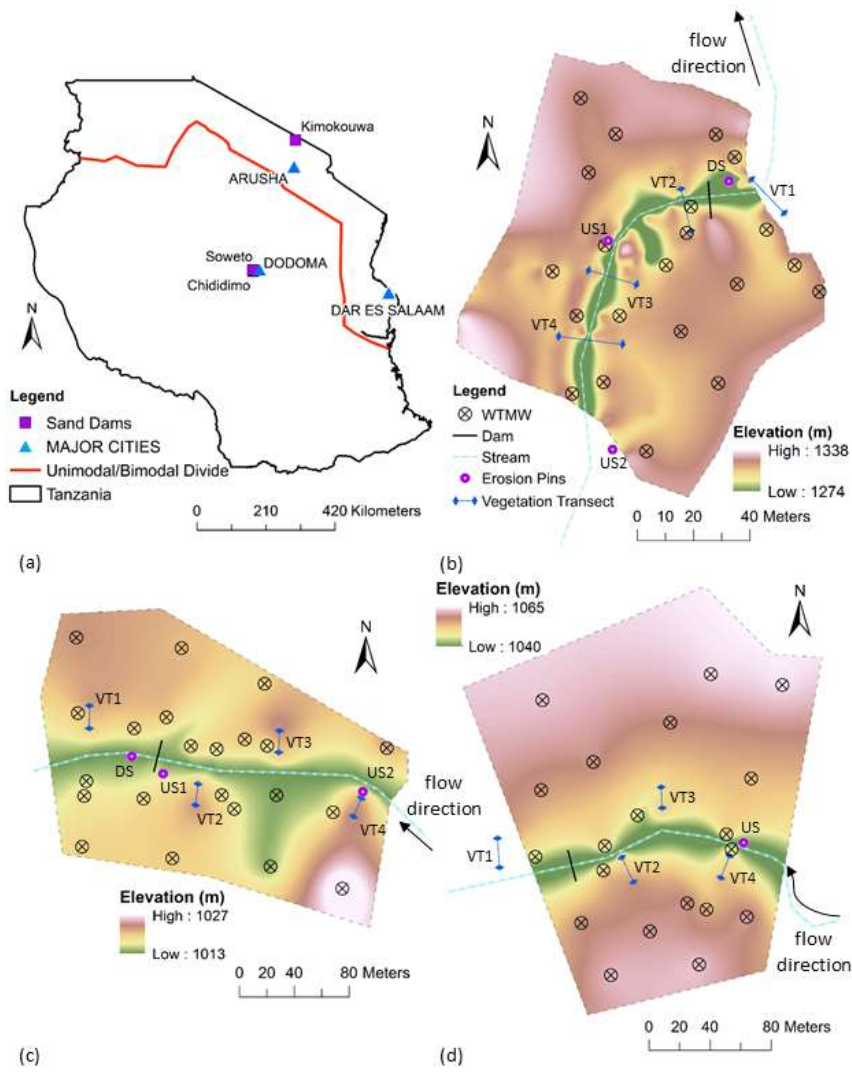 Kimokouwa
ARUSHA
Soweto
DODOMA
Chididimo
DAR ES SALAAM
N
Legend
Sand Dams
MAJOR CITIES
Unimodal/Bimodal Divide
Tanzania
0 210 420 Kilometers
(a)
flow
direction
N
DS
VT1
VT2
US1
VT3
VT4
US2
Legend
WTMW
Dam
Stream
Erosion Pins
Vegetation Transect
Elevation (m)
High : 1338
Low : 1274
0 10 20 40 Meters
(b)
N
VT1
VT3
DS
US1
VT2
US2
VT4
flow
direction
Elevation (m)
High : 1027
Low : 1013
0 20 40 80 Meters
(c)
Elevation (m)
High : 1065
Low : 1040
N
VT3
US
VT1
VT2
VT4
flow
direction
0 20 40 80 Meters
(d)